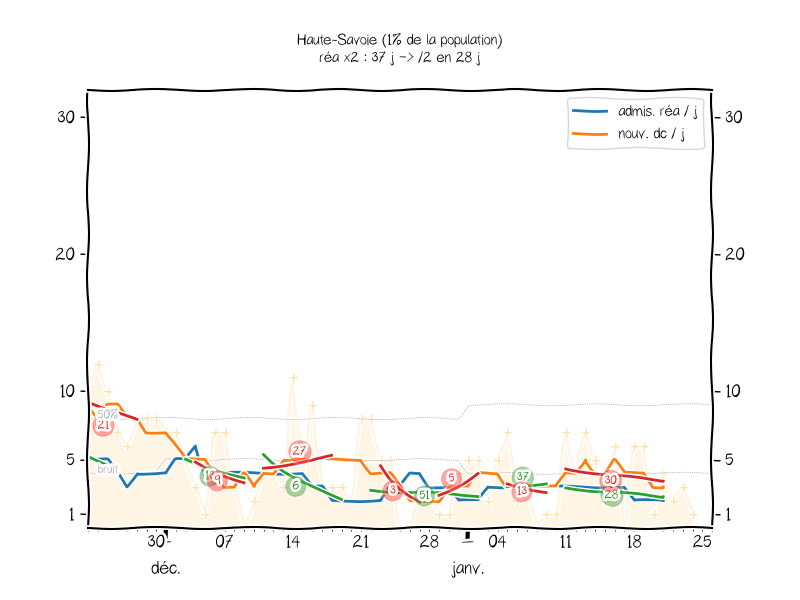 Haute-Savoie (1% de la population)
réa x2 : 37 j -> /2 en 28 j
admis. réa / j
nouv. dc / j
30 30
20 20
10 10
50%
21
27
5 5
bruit
9
6
3
51
5
37
13
30
28
1 1
30 07 14 21 28 04 11 18 25
déc. janv.